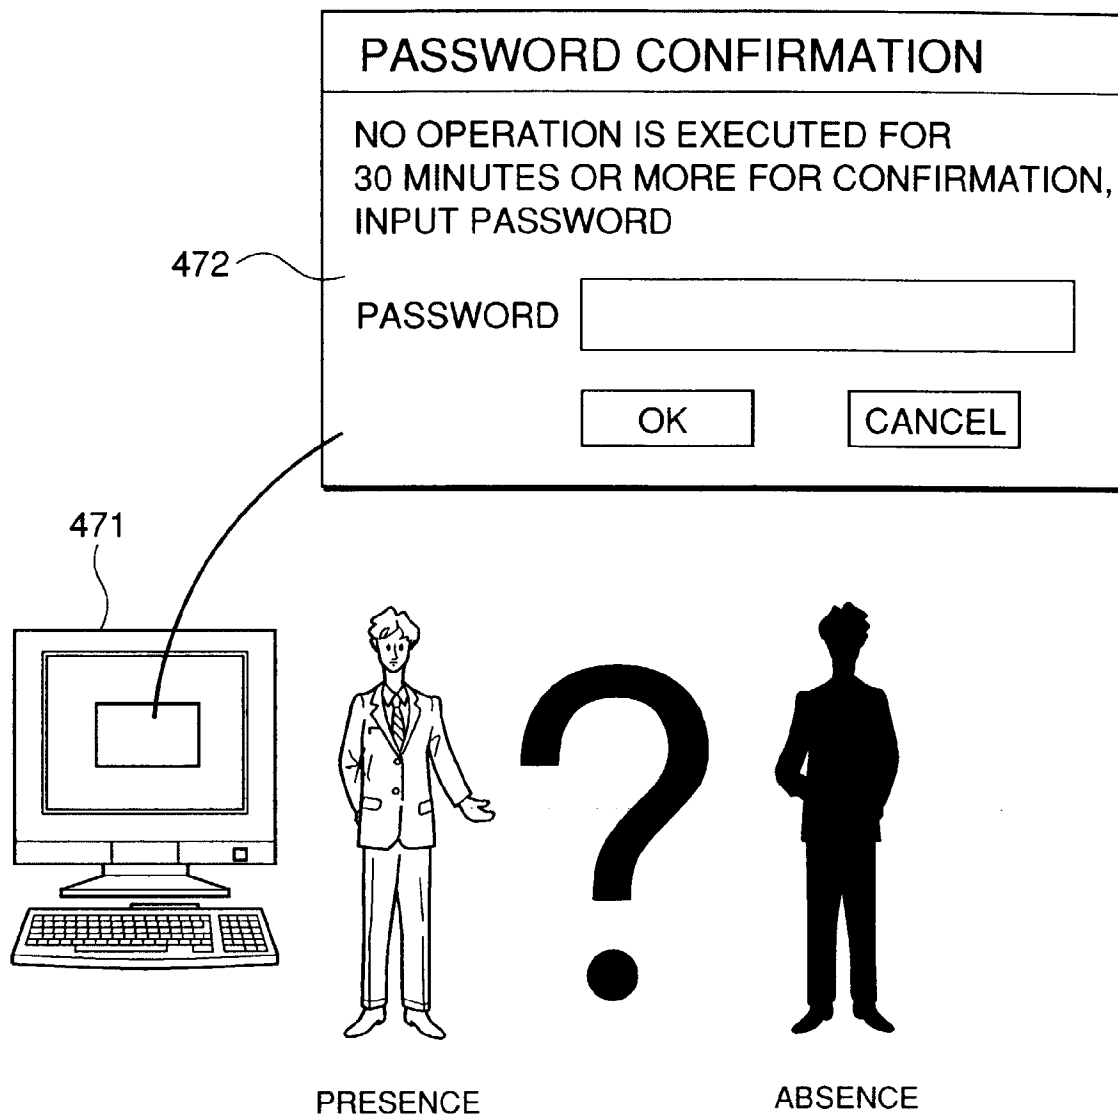 PASSWORD CONFIRMATION
NO OPERATION IS EXECUTED FOR
30 MINUTES OR MORE FOR CONFIRMATION,
INPUT PASSWORD
472
PASSWORD
OK CANCEL
471
PRESENCE ABSENCE